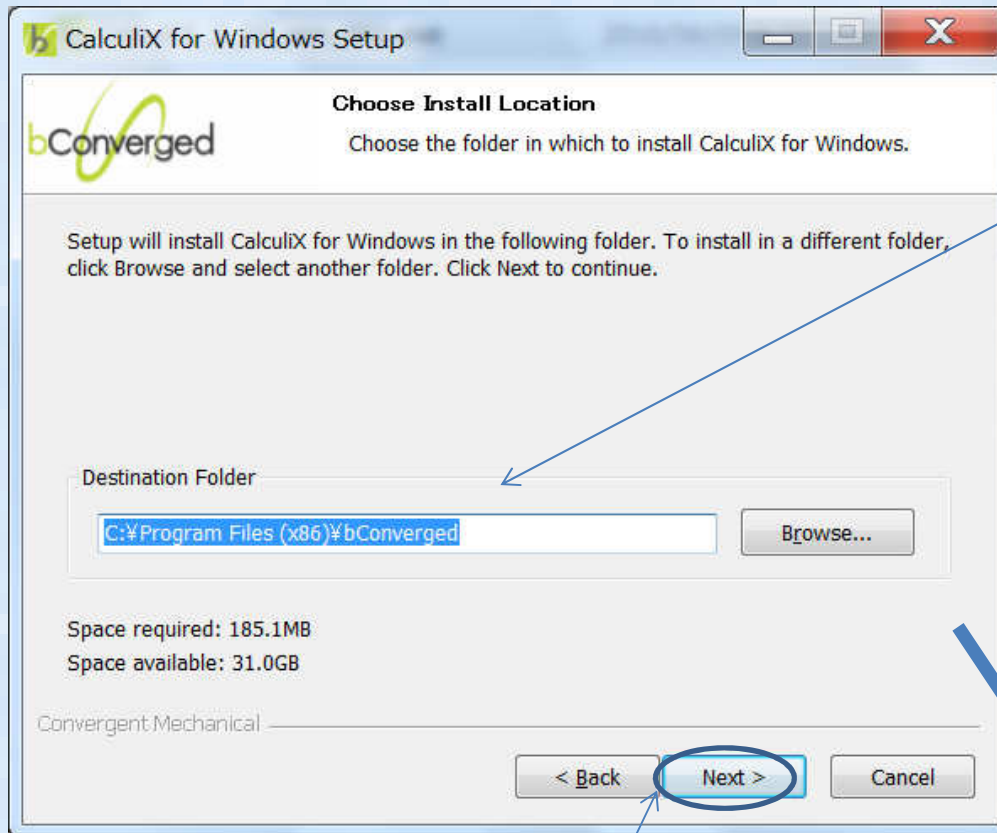 CalculiX for Windows Setup
bConverged
Choose Install Location
Choose the folder in which to install CalculiX for Windows.
Setup will install CalculiX for Windows in the following folder. To install in a different folder,
click Browse and select another folder. Click Next to continue.
Destination Folder
C:¥Program Files (x86)¥bConverged
Browse...
Space required: 185.1MB
Space available: 31.0GB
Convergent Mechanical
< Back
Next >
Cancel